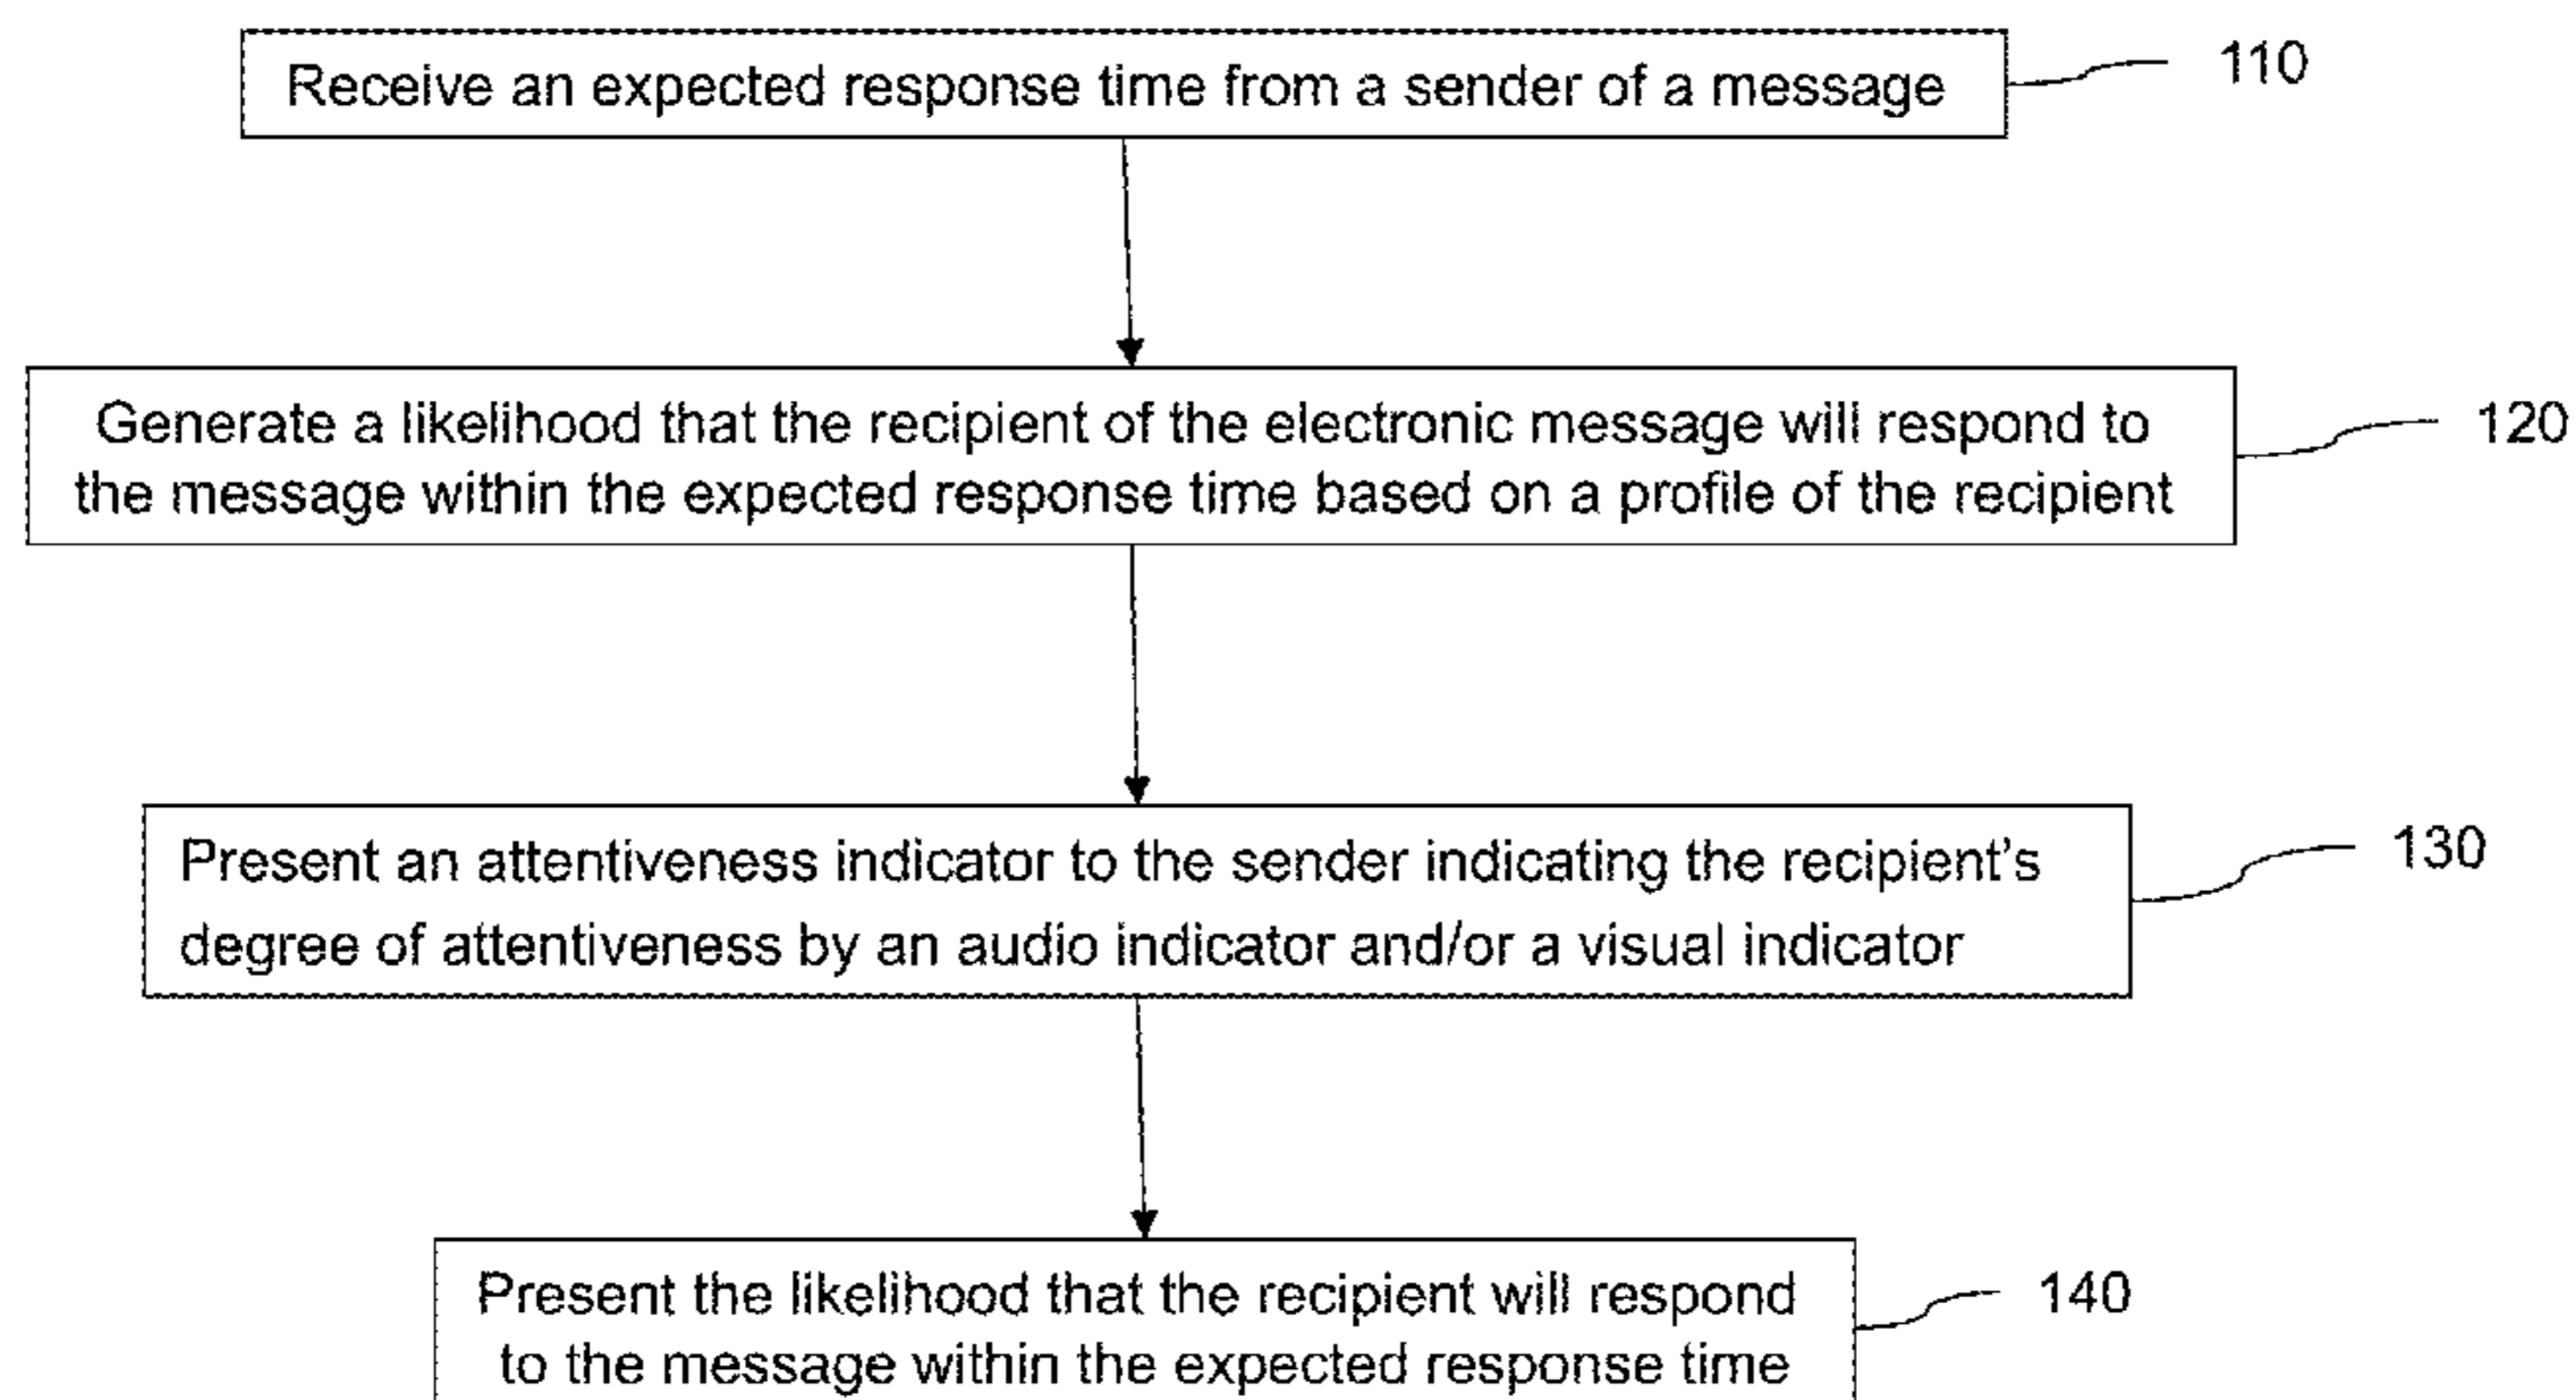 Receive an expected response time from a sender of a message
110
Generate a likelihood that the recipient of the electronic message will respond to
the message within the expected response time based on a profile of the recipient
120
Present an attentiveness indicator to the sender indicating the recipient's
degree of attentiveness by an audio indicator and/or a visual indicator
130
Present the likelihood that the recipient will respond
to the message within the expected response time
140